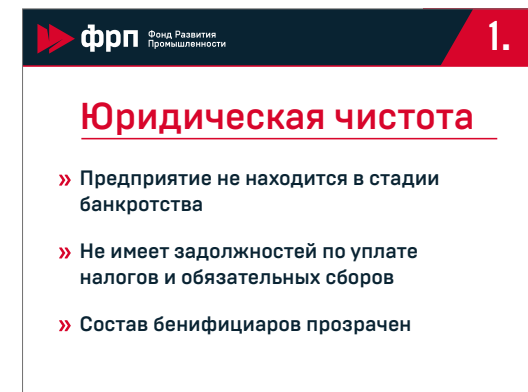 фрп Фонд Развития
Промышленности
1.
Юридическая чистота
» Предприятие не находится в стадии
банкротства
» Не имеет задолжностей по уплате
налогов и обязательных сборов
» Состав бенифициаров прозрачен